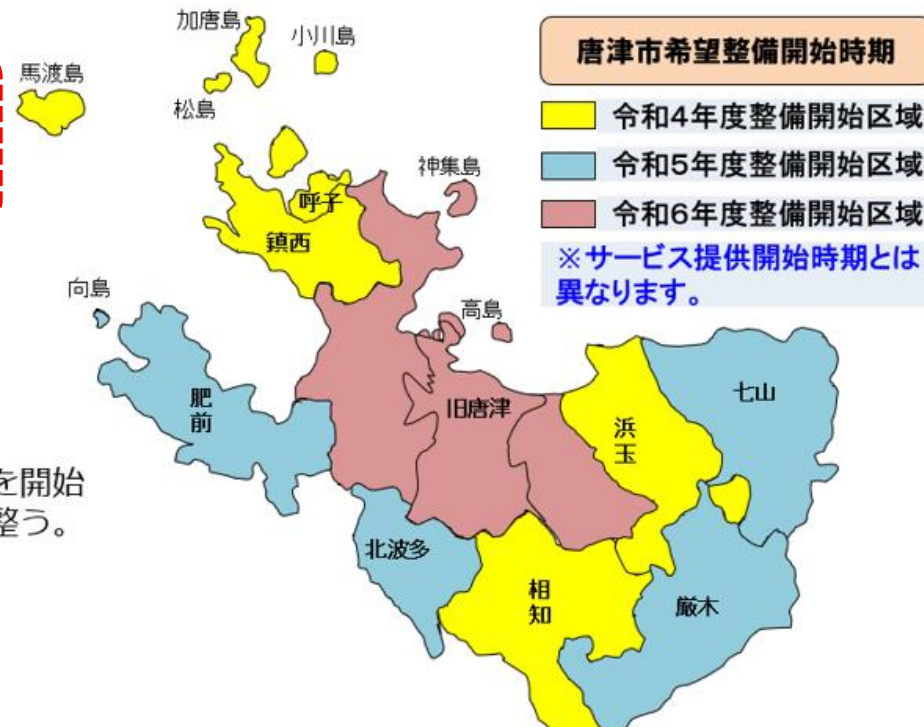 加唐島
小川島
馬渡島
松島
唐津市希望整備開始時期
令和4年度整備開始区域
令和5年度整備開始区域
令和6年度整備開始区域
※サービス提供開始時期とは
異なります。
神集島
呼子
鎮西
向島
高島
肥前
旧唐津
浜玉
七山
を開始
整う。
北波多
相知
厳木